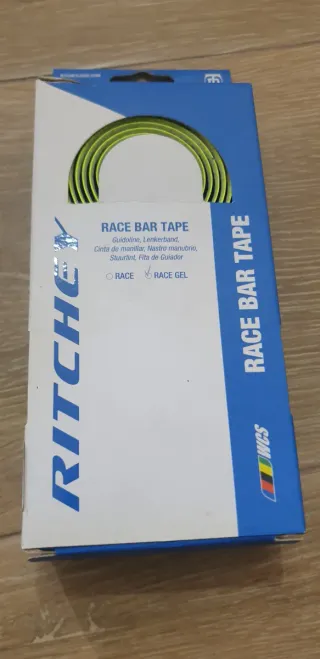 RACE BAR TAPE
Guidoline, Lenkerband,
Cinta de manillar, Nastro manubrio,
Stuurlint, Fita de Guiador
RACE RACE GEL
RITCHEY
RACE BAR TAPE
WCS